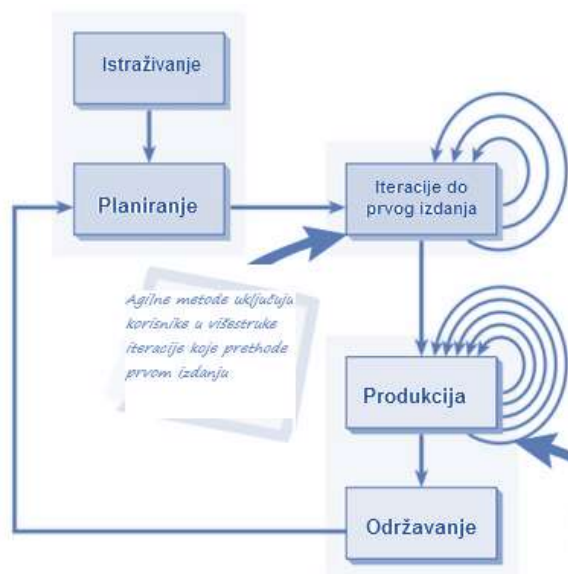 Istraživanje
Planiranje
Iteracije do
prvog izdanja
Agilne metode uključuju
korisnike u višestruke
iteracije koje prethode
prvom izdanju
Produkcija
Održavanje